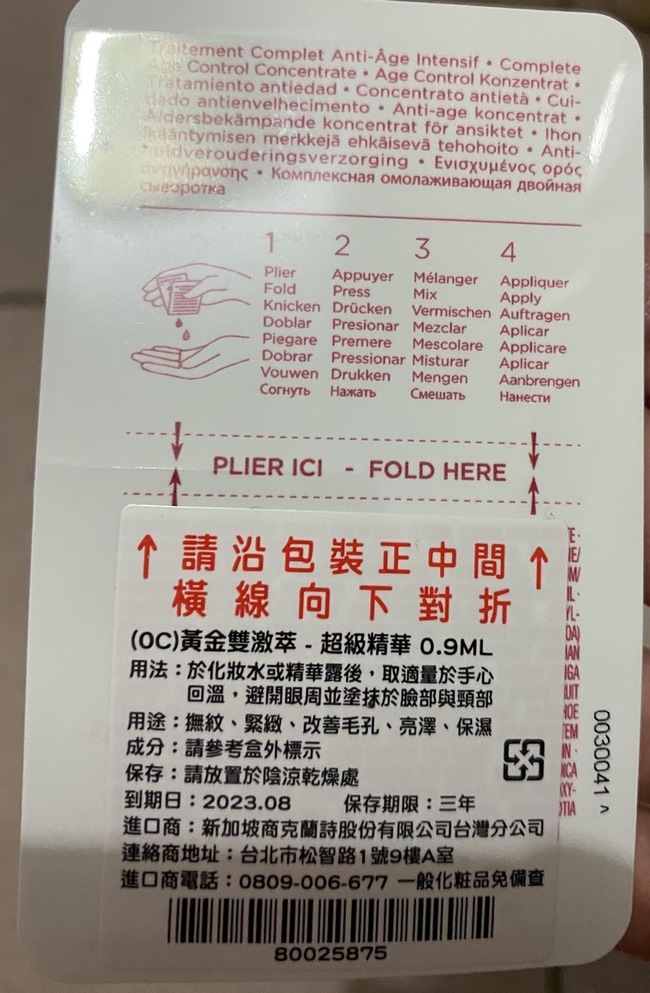 Traitement Complet Anti-Âge Intensif • Complete
Age Control Concentrate • Age Control Konzentrat •
Tratamiento antiedad • Concentrato antietà • Cui-
dado antienvelhecimento • Anti-age koncentrat •
Åldersbekämpande koncentrat för ansiktet • Ihon
ikääntymisen merkkejä ehkäisevä tehohoito • Anti-
huidverouderingsverzorging • Ενισχυμένος ορός
αντιγήρανσης • Комплексная омолаживающая двойная
сыворотка
1 2 3 4
Plier Appuyer Mélanger Appliquer
Fold Press Mix Apply
Knicken Drücken Vermischen Auftragen
Doblar Presionar Mezclar Aplicar
Piegare Premere Mescolare Applicare
Dobrar Pressionar Misturar Aplicar
Vouwen Drukken Mengen Aanbrengen
Согнуть Нажать Смешать Нанести
PLIER ICI - FOLD HERE
↑請沿包裝正中間↑
橫線向下對折
(OC)黃金雙激萃 - 超級精華 0.9ML
用法：於化妝水或精華露後，取適量於手心
回溫，避開眼周並塗抹於臉部與頸部
用途：撫紋、緊緻、改善毛孔、亮澤、保濕
成分：請參考盒外標示
保存：請放置於陰涼乾燥處
到期日：2023.08 保存期限：三年
進口商：新加坡商克蘭詩股份有限公司台灣分公司
連絡商地址：台北市松智路1號9樓A室
進口商電話：0809-006-677 一般化粧品免備查
80025875
0030041 ^